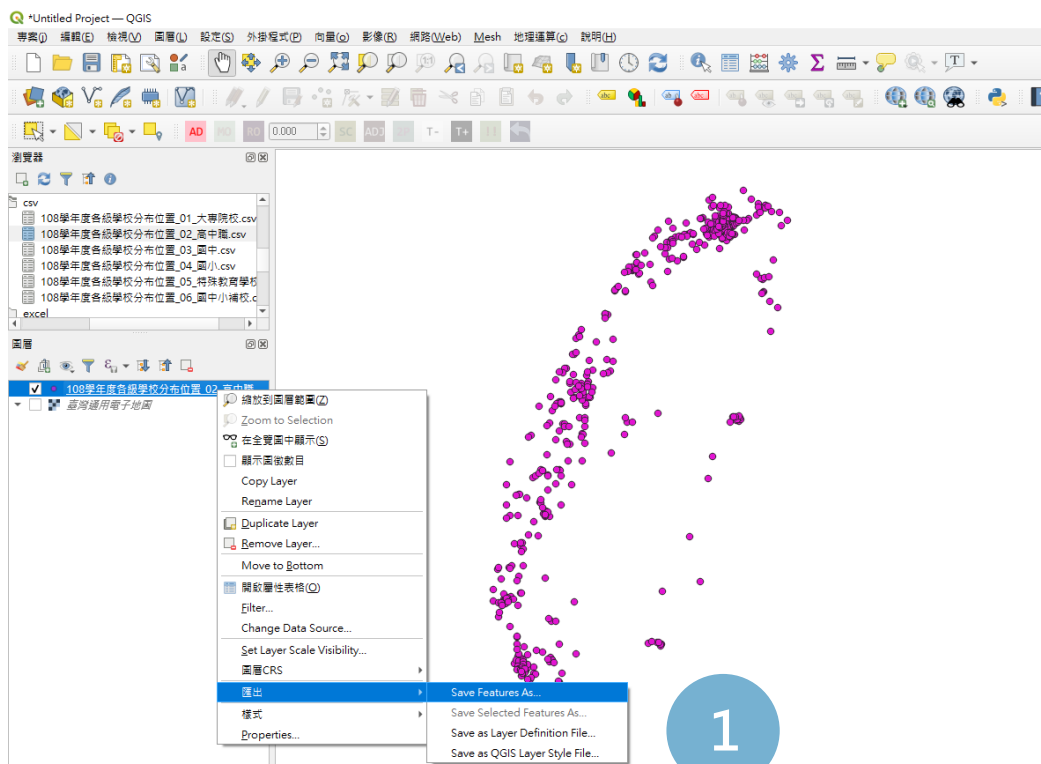 *Untitled Project — QGIS
專案(J) 編輯(E) 檢視(V) 圖層(L) 設定(S) 外掛程式(P) 向量(O) 影像(R) 網路(Web) Mesh 地理運算(C) 說明(H)
AD RO 0.000 SC ADJ T- T+
瀏覽器
csv
108學年度各級學校分布位置_01_大專院校.csv
108學年度各級學校分布位置_02_高中職.csv
108學年度各級學校分布位置_03_國中.csv
108學年度各級學校分布位置_04_國小.csv
108學年度各級學校分布位置_05_特殊教育學校
108學年度各級學校分布位置_06_國中小補校.c
excel
圖層
108學年度各級學校分布位置_02_高中職
臺灣通用電子地圖
縮放到圖層範圍(Z)
Zoom to Selection
在全覽圖中顯示(S)
顯示圖徵數目
Copy Layer
Rename Layer
Duplicate Layer
Remove Layer...
Move to Bottom
開啟屬性表格(O)
Filter...
Change Data Source...
Set Layer Scale Visibility...
圖層CRS
匯出
樣式
Properties...
Save Features As...
Save Selected Features As...
Save as Layer Definition File...
Save as QGIS Layer Style File...
1